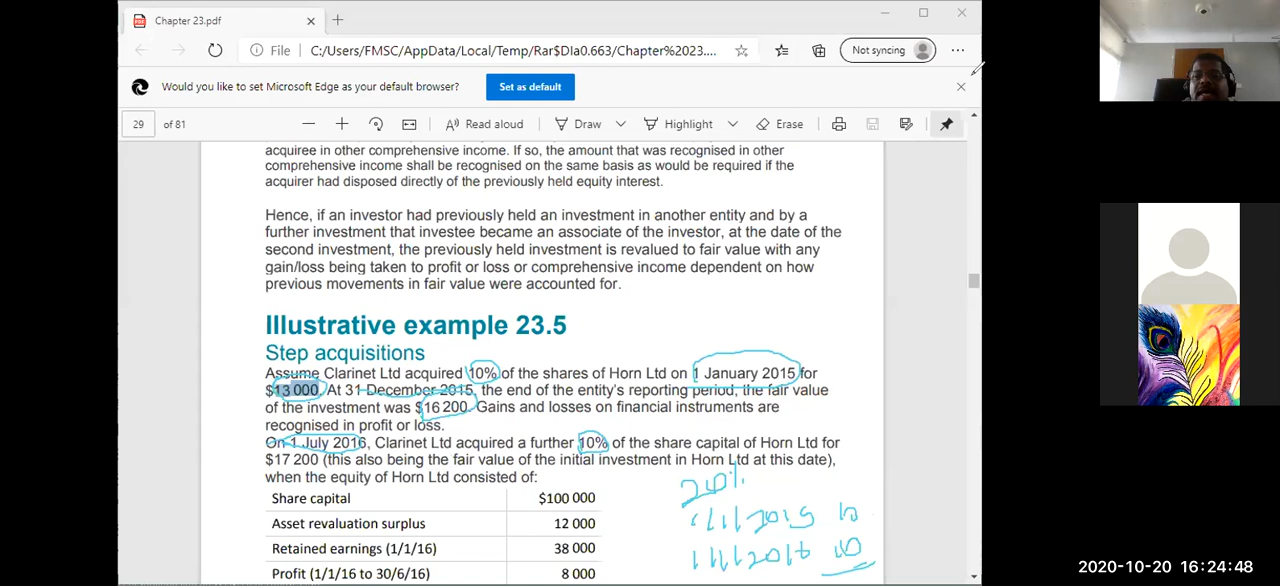 Chapter 23.pdf
File
C:/Users/FMSC/AppData/Local/Temp/Rar$DIa0.663/Chapter%2023....
Not syncing
Would you like to set Microsoft Edge as your default browser?
Set as default
29 of 81
Read aloud
Draw
Highlight
Erase
acquiree in other comprehensive income. If so, the amount that was recognised in other
comprehensive income shall be recognised on the same basis as would be required if the
acquirer had disposed directly of the previously held equity interest.
Hence, if an investor had previously held an investment in another entity and by a
further investment that investee became an associate of the investor, at the date of the
second investment, the previously held investment is revalued to fair value with any
gain/loss being taken to profit or loss or comprehensive income dependent on how
previous movements in fair value were accounted for.
Illustrative example 23.5
Step acquisitions
Assume Clarinet Ltd acquired 10% of the shares of Horn Ltd on 1 January 2015 for
$13 000. At 31 December 2015, the end of the entity's reporting period, the fair value
of the investment was $16 200. Gains and losses on financial instruments are
recognised in profit or loss.
On 1 July 2016, Clarinet Ltd acquired a further 10% of the share capital of Horn Ltd for
$17 200 (this also being the fair value of the initial investment in Horn Ltd at this date),
when the equity of Horn Ltd consisted of:
Share capital $100 000
Asset revaluation surplus 12 000
Retained earnings (1/1/16) 38 000
Profit (1/1/16 to 30/6/16) 8 000
20%
1/1/2015 10
1/1/2016 10
2020-10-20 16:24:48